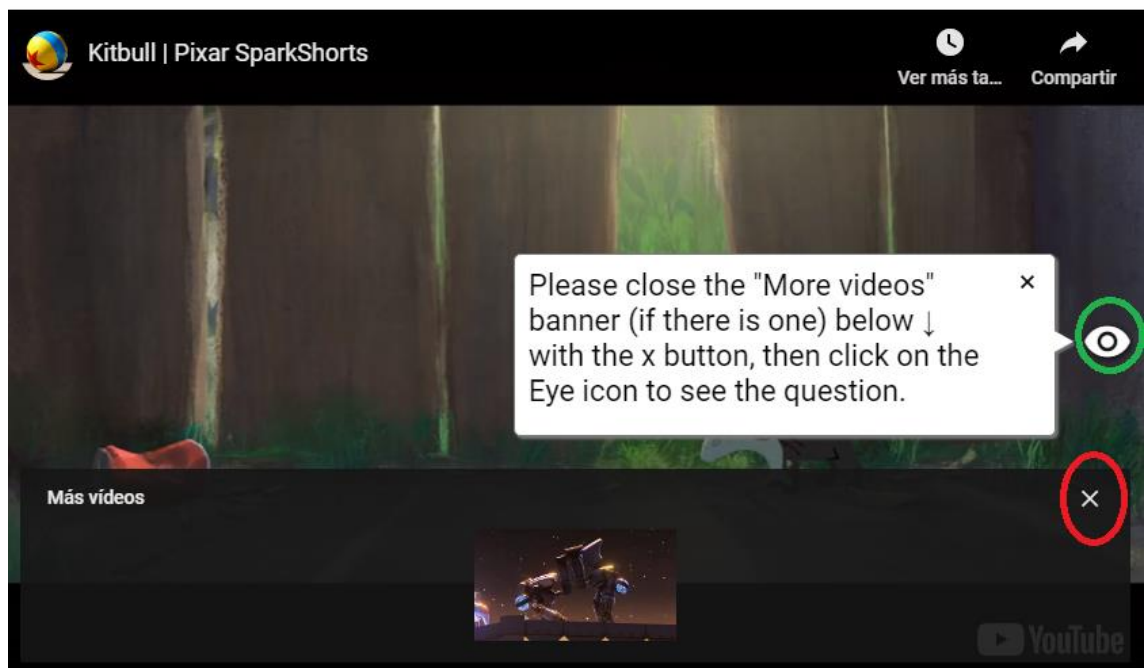 Kitbull | Pixar SparkShorts
Ver más ta...
Compartir
Please close the "More videos"
banner (if there is one) below ↓
with the x button, then click on the
Eye icon to see the question.
Más vídeos
YouTube